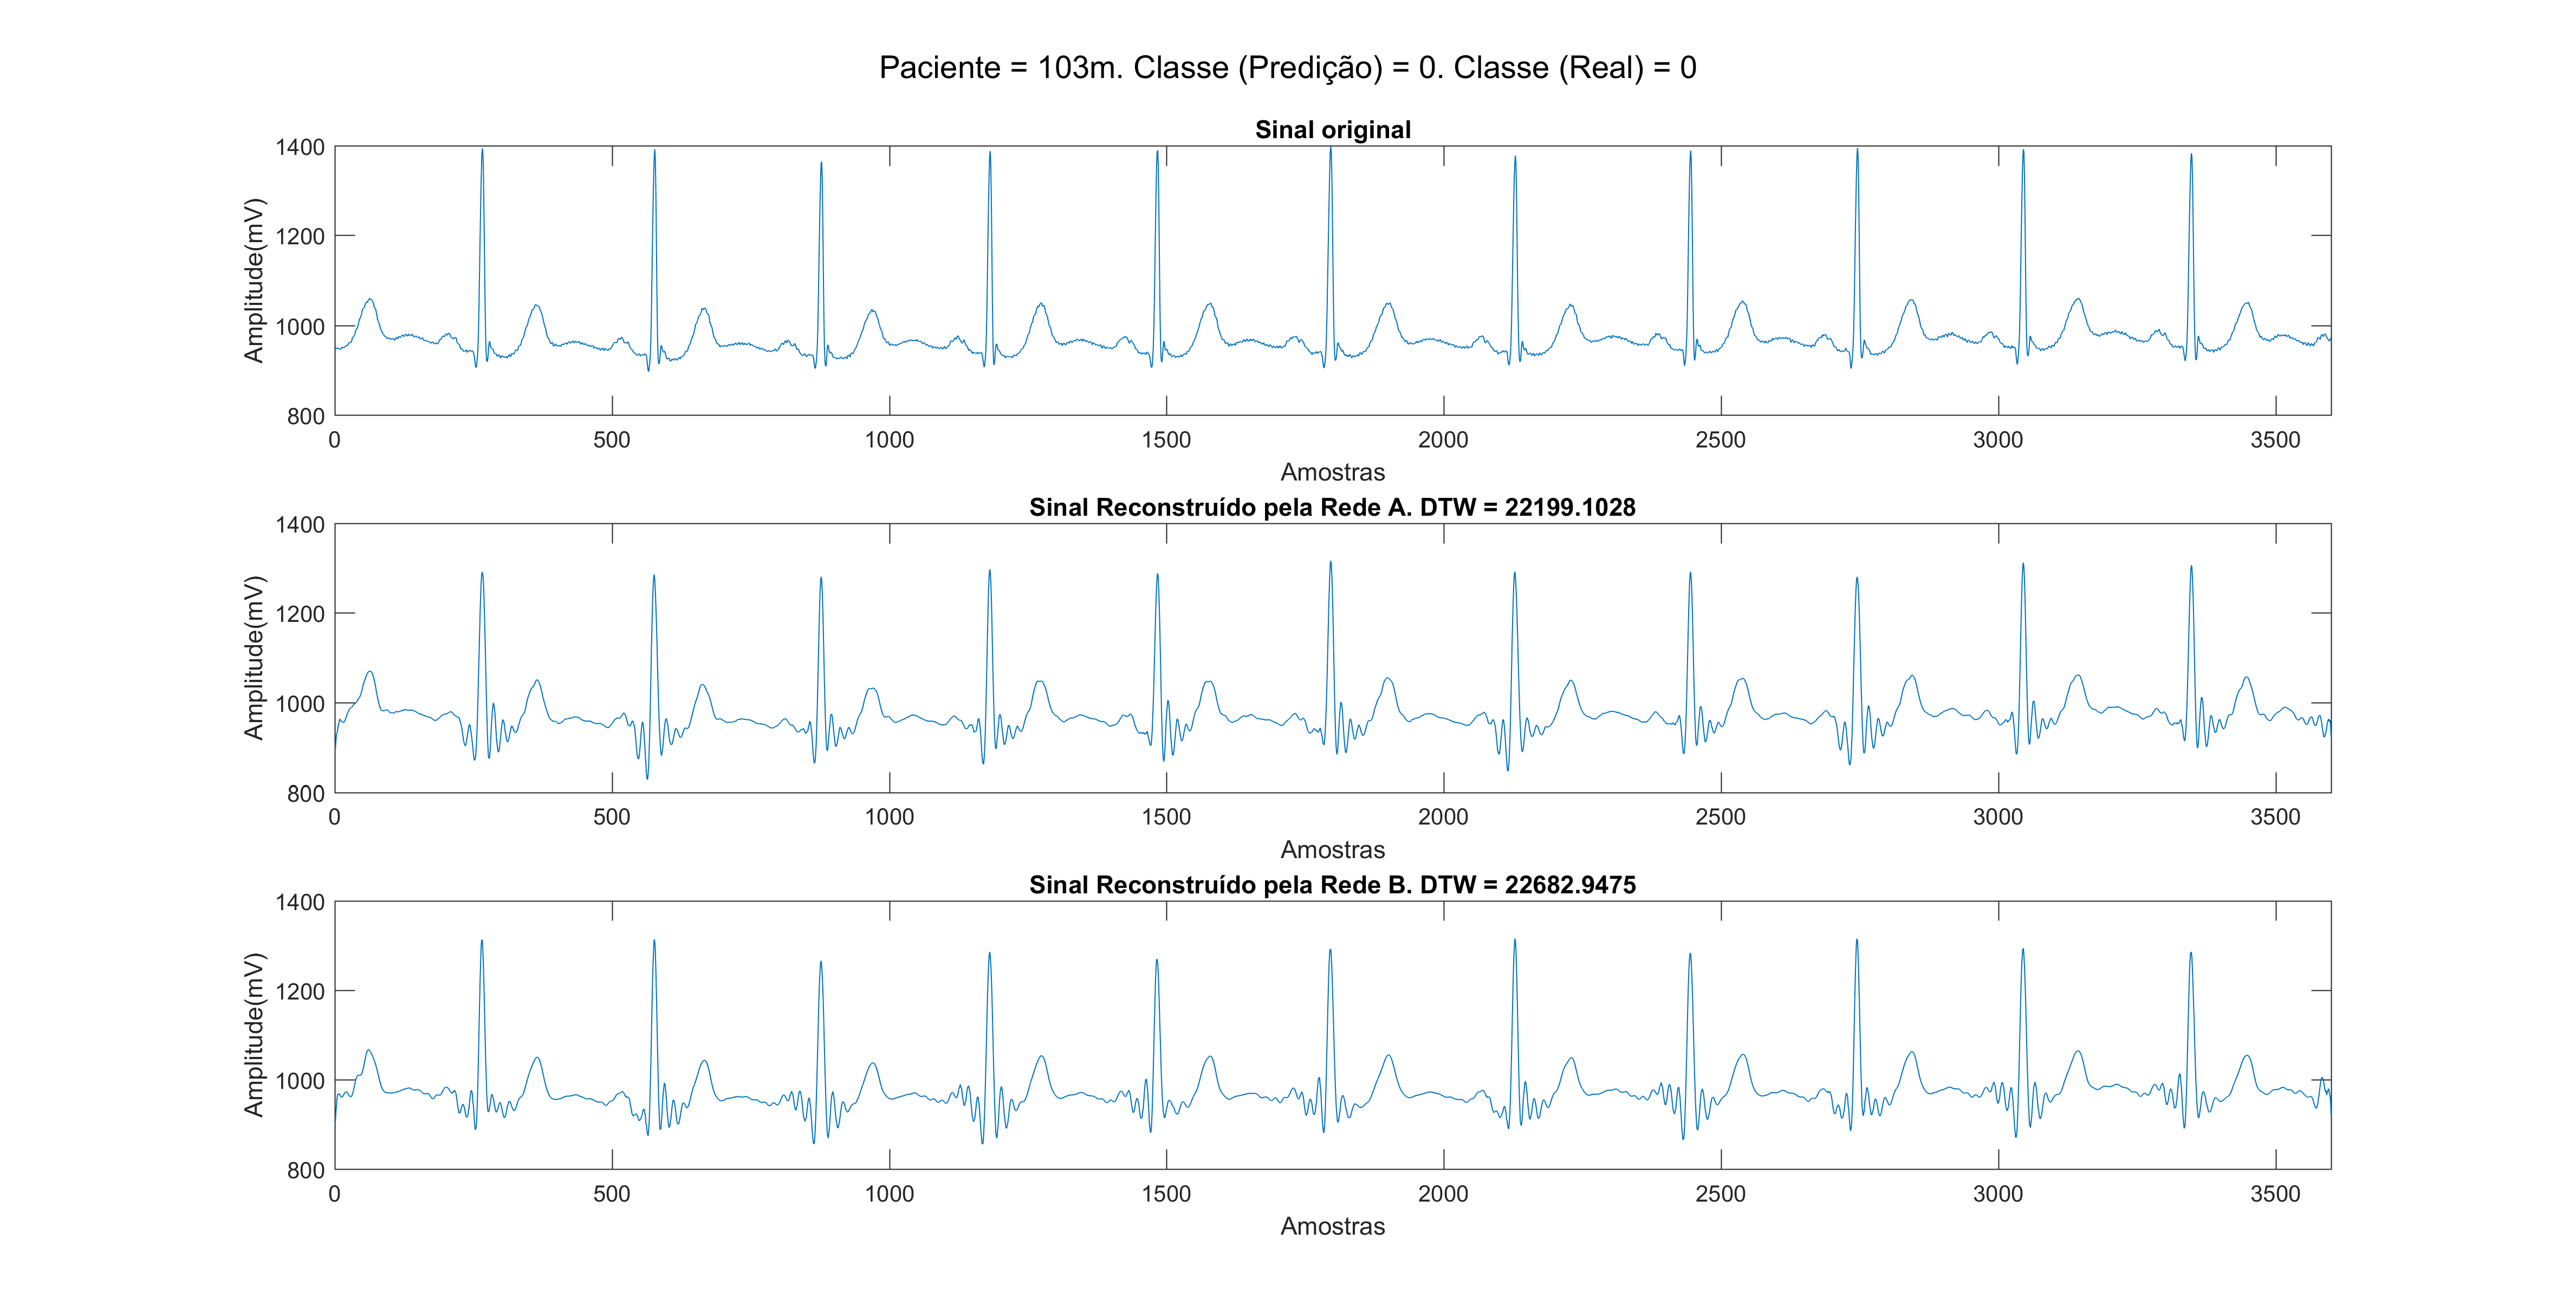 Paciente = 103m. Classe (Predição) = 0. Classe (Real) = 0
Sinal original
1400
1200
1000
800
Amplitude(mV)
0 500 1000 1500 2000 2500 3000 3500
Amostras
Sinal Reconstruído pela Rede A. DTW = 22199.1028
1400
1200
1000
800
Amplitude(mV)
0 500 1000 1500 2000 2500 3000 3500
Amostras
Sinal Reconstruído pela Rede B. DTW = 22682.9475
1400
1200
1000
800
Amplitude(mV)
0 500 1000 1500 2000 2500 3000 3500
Amostras